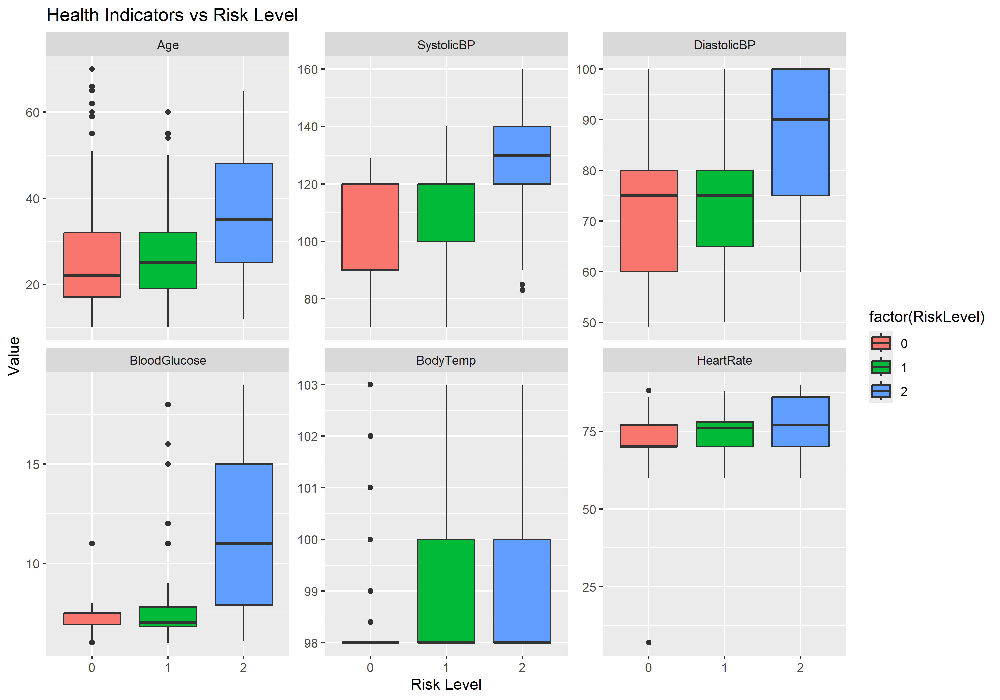 Health Indicators vs Risk Level
Age
SystolicBP
DiastolicBP
60
40
20
160
140
120
100
80
100
90
80
70
60
50
Value
BloodGlucose
BodyTemp
HeartRate
15
10
103
102
101
100
99
98
75
50
25
0 1 2
0 1 2
0 1 2
Risk Level
factor(RiskLevel)
0
1
2